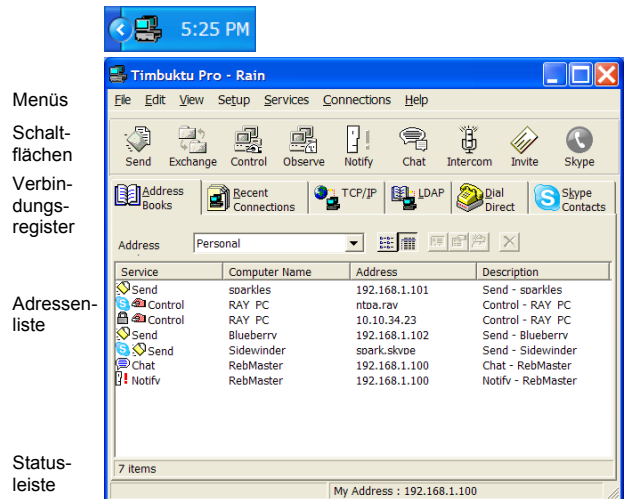 5:25 PM
Timbuktu Pro - Rain
Menüs
File Edit View Setup Services Connections Help
Schalt-
flächen
Send Exchange Control Observe Notify Chat Intercom Invite Skype
Verbin-
dungs-
register
Address
Books
Recent
Connections
TCP/IP
LDAP
Dial
Direct
Skype
Contacts
Address Personal
Service Computer Name Address Description
Adressen-
liste
Send sparkles 192.168.1.101 Send - sparkles
Control RAY PC ntpa.rav Control - RAY PC
Control RAY PC 10.10.34.23 Control - RAY PC
Send Blueberry 192.168.1.102 Send - Blueberry
Send Sidewinder spark.skype Send - Sidewinder
Chat RebMaster 192.168.1.100 Chat - RebMaster
Notify RebMaster 192.168.1.100 Notify - RebMaster
Status-
leiste
7 items
My Address : 192.168.1.100